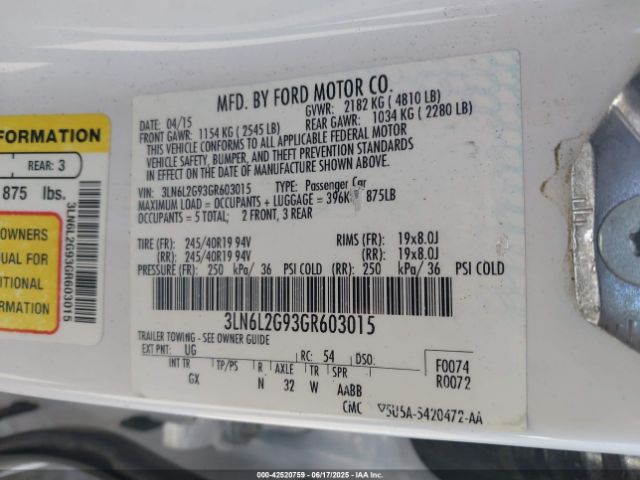 FORMATION
REAR: 3
875 lbs.
OWNERS
UAL FOR
DITIONAL
TION
3LN6L2G93GR603015
MFD. BY FORD MOTOR CO.
DATE: 04/15 GVWR: 2182 KG ( 4810 LB)
FRONT GAWR: 1154 KG ( 2545 LB) REAR GAWR: 1034 KG ( 2280 LB)
THIS VEHICLE CONFORMS TO ALL APPLICABLE FEDERAL MOTOR
VEHICLE SAFETY, BUMPER, AND THEFT PREVENTION STANDARDS
IN EFFECT ON THE DATE OF MANUFACTURE SHOWN ABOVE.
VIN: 3LN6L2G93GR603015 TYPE: Passenger Car
MAXIMUM LOAD = OCCUPANTS + LUGGAGE = 396K 875LB
OCCUPANTS = 5 TOTAL; 2 FRONT, 3 REAR
TIRE (FR): 245/40R19 94V RIMS (FR): 19x8.0J
(RR): 245/40R19 94V (RR): 19x8.0J
PRESSURE (FR): 250 kPa/ 36 PSI COLD (RR): 250 kPa/ 36 PSI COLD
3LN6L2G93GR603015
TRAILER TOWING - SEE OWNER GUIDE
EXT PNT: UG RC: 54 DSO: F0074
INT TR TP/PS R AXLE TR SPR R0072
GX N 32 W AABB
CMC 5U5A-5420472-AA
000-42520759 - 06/17/2025 - IAA Inc.